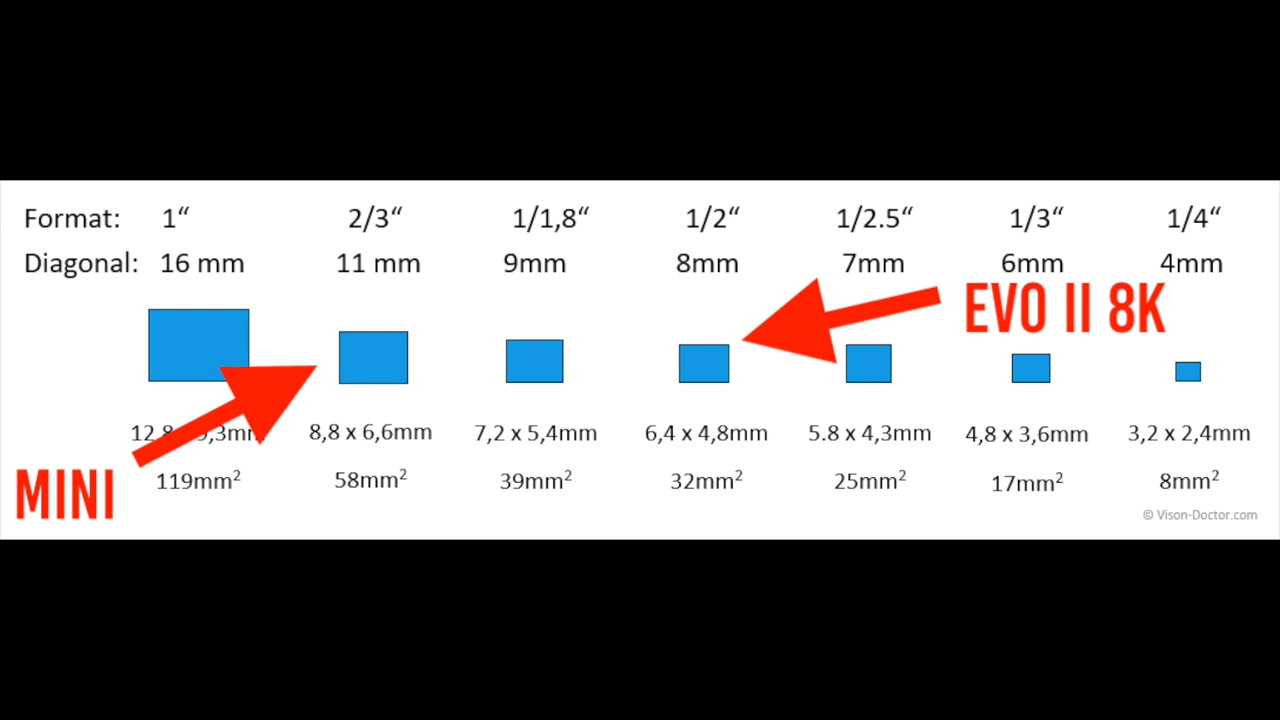 Format: 1“ 2/3“ 1/1,8“ 1/2“ 1/2.5“ 1/3“ 1/4“
Diagonal: 16 mm 11 mm 9mm 8mm 7mm 6mm 4mm
EVO II 8K
8,8 x 6,6mm 7,2 x 5,4mm 6,4 x 4,8mm 5.8 x 4,3mm 4,8 x 3,6mm 3,2 x 2,4mm
MINI
119mm² 58mm² 39mm² 32mm² 25mm² 17mm² 8mm²
© Vison-Doctor.com